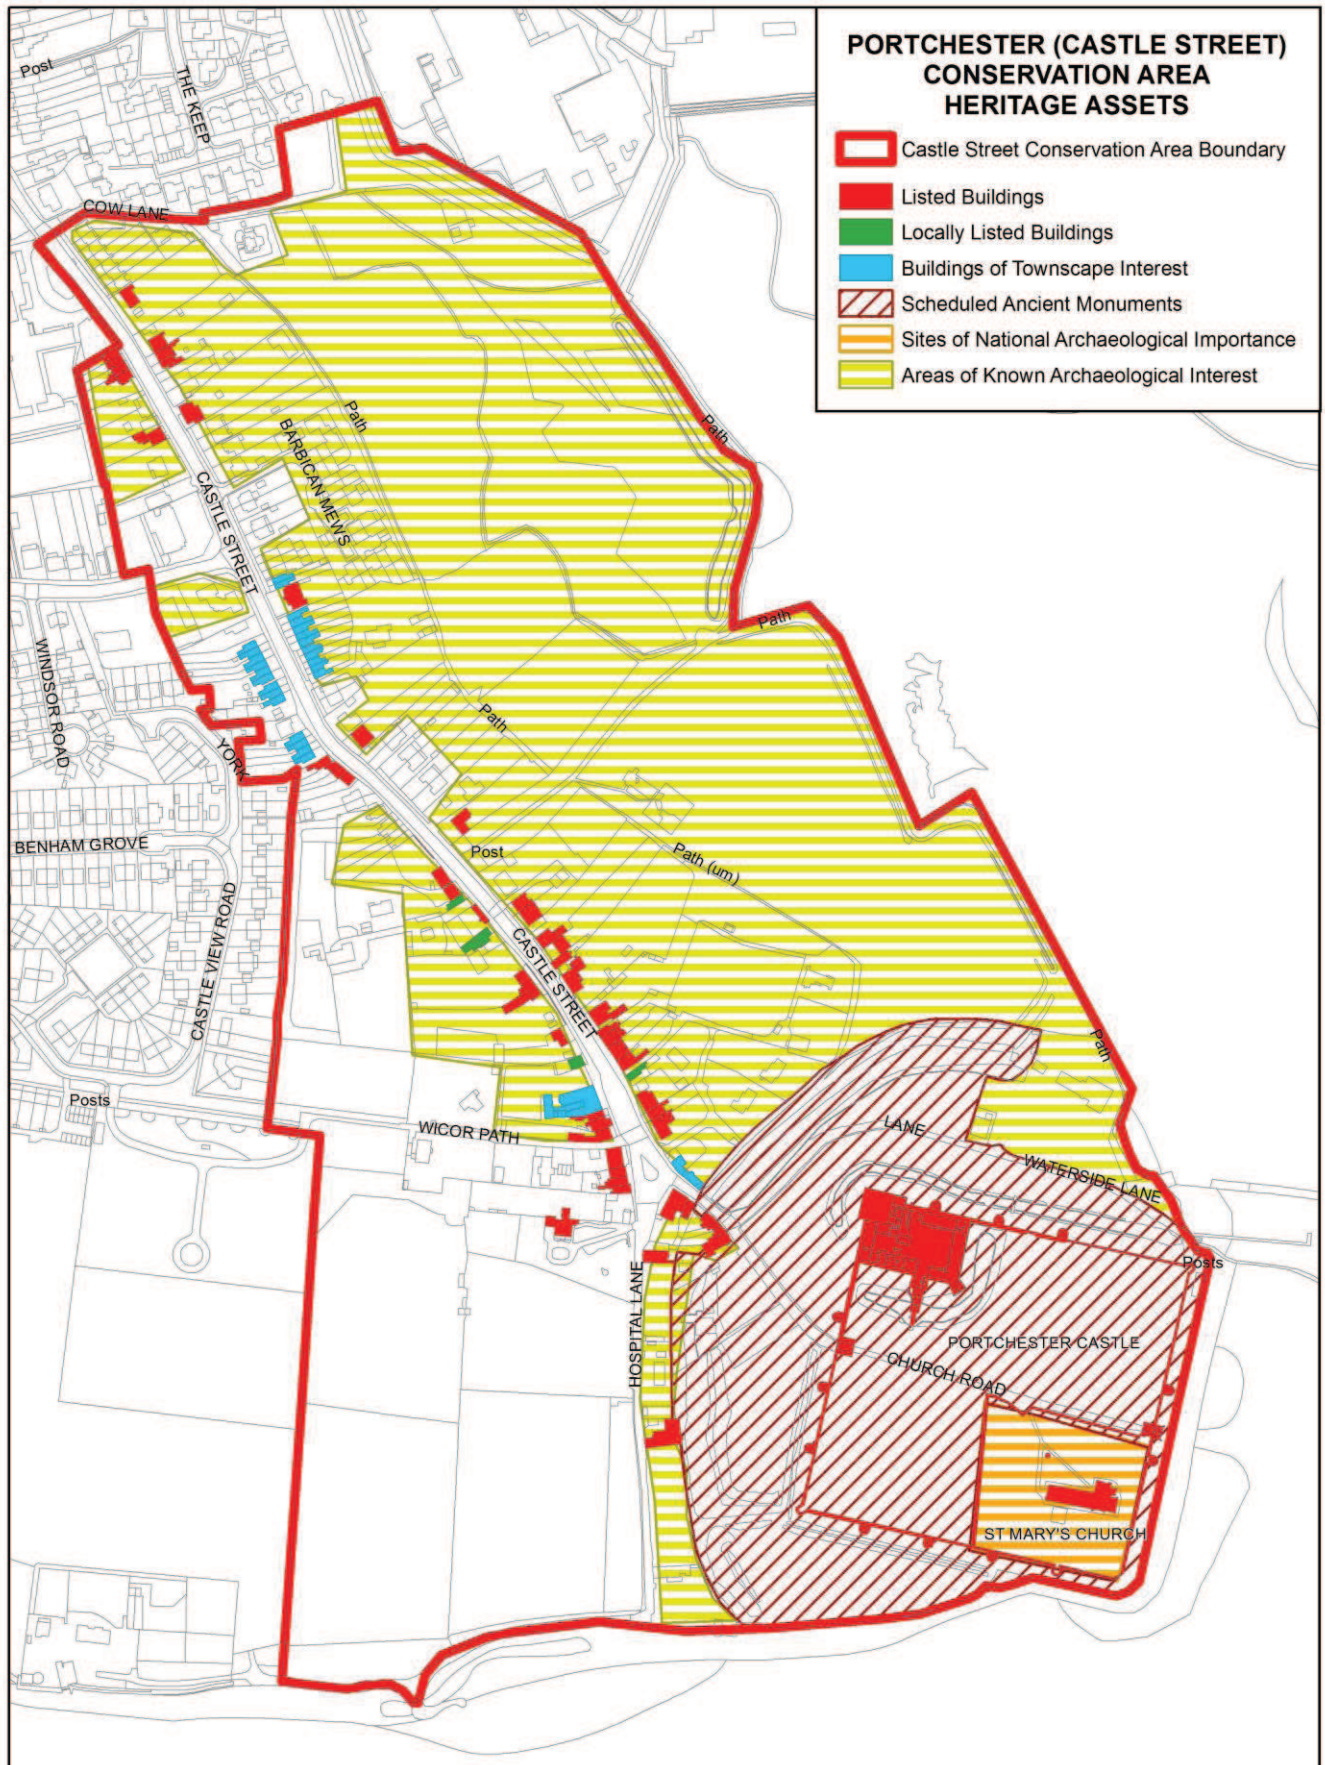 PORTCHESTER (CASTLE STREET)
CONSERVATION AREA
HERITAGE ASSETS
Castle Street Conservation Area Boundary
Listed Buildings
Locally Listed Buildings
Buildings of Townscape Interest
Scheduled Ancient Monuments
Sites of National Archaeological Importance
Areas of Known Archaeological Interest
Post
THE KEEP
COW LANE
Path
Path
BARBICAN MEWS
CASTLE STREET
Path
WINDSOR ROAD
Path
YORK
BENHAM GROVE
Post
Path (um)
CASTLE VIEW ROAD
CASTLE STREET
Path
Posts
WICOR PATH
LANE
WATERSIDE LANE
Posts
HOSPITAL LANE
PORTCHESTER CASTLE
CHURCH ROAD
ST MARY'S CHURCH